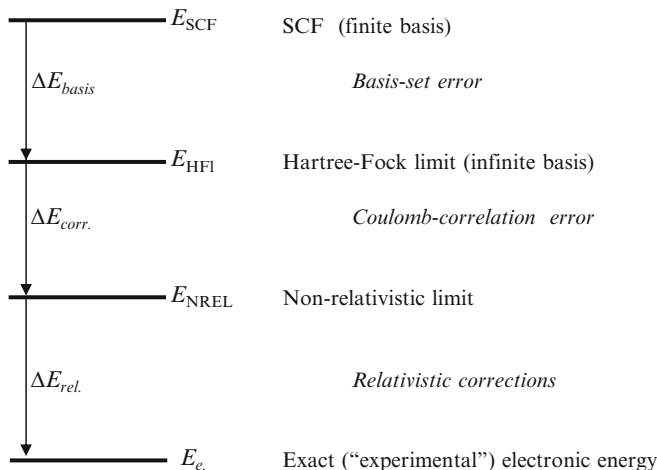 E_SCF SCF (finite basis)
ΔE_basis Basis-set error
E_HFl Hartree-Fock limit (infinite basis)
ΔE_corr. Coulomb-correlation error
E_NREL Non-relativistic limit
ΔE_rel. Relativistic corrections
E_e. Exact (“experimental”) electronic energy